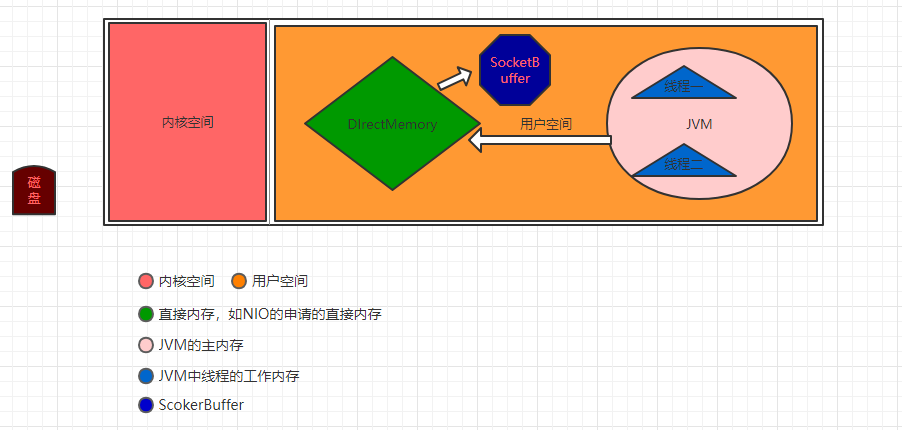 内核空间
SocketB
uffer
DIrectMemory
用户空间
线程一
JVM
线程二
磁
盘
内核空间
用户空间
直接内存，如NIO的申请的直接内存
JVM的主内存
JVM中线程的工作内存
ScokerBuffer